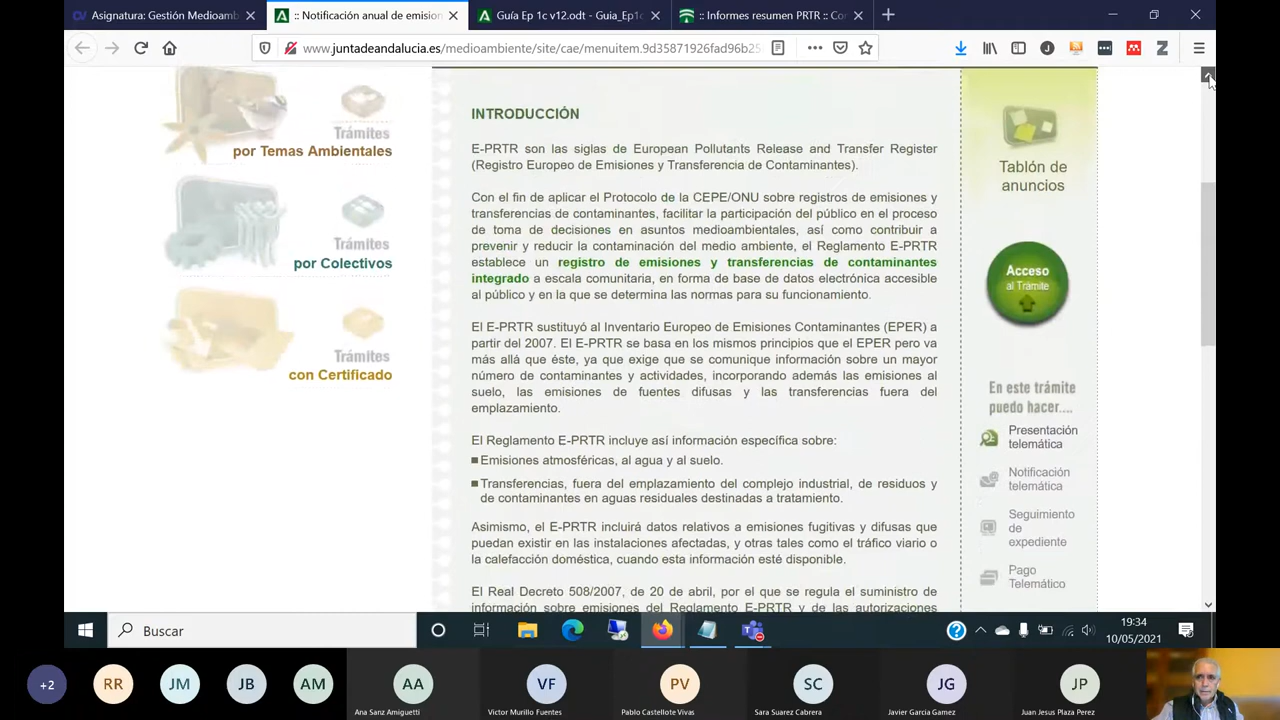 Asignatura: Gestión Medioamb
:: Notificación anual de emision
Guía Ep 1c v12.odt - Guia_Ep1c
:: Informes resumen PRTR :: Co
www.juntadeandalucia.es/medioambiente/site/cae/menuitem.9d35871926fad96b25
Trámites
por Temas Ambientales
Trámites
por Colectivos
Trámites
con Certificado
INTRODUCCIÓN
E-PRTR son las siglas de European Pollutants Release and Transfer Register
(Registro Europeo de Emisiones y Transferencia de Contaminantes).
Con el fin de aplicar el Protocolo de la CEPE/ONU sobre registros de emisiones y
transferencias de contaminantes, facilitar la participación del público en el proceso
de toma de decisiones en asuntos medioambientales, así como contribuir a
prevenir y reducir la contaminación del medio ambiente, el Reglamento E-PRTR
establece un registro de emisiones y transferencias de contaminantes
integrado a escala comunitaria, en forma de base de datos electrónica accesible
al público y en la que se determina las normas para su funcionamiento.
El E-PRTR sustituyó al Inventario Europeo de Emisiones Contaminantes (EPER) a
partir del 2007. El E-PRTR se basa en los mismos principios que el EPER pero va
más allá que éste, ya que exige que se comunique información sobre un mayor
número de contaminantes y actividades, incorporando además las emisiones al
suelo, las emisiones de fuentes difusas y las transferencias fuera del
emplazamiento.
El Reglamento E-PRTR incluye así información específica sobre:
Emisiones atmosféricas, al agua y al suelo.
Transferencias, fuera del emplazamiento del complejo industrial, de residuos y
de contaminantes en aguas residuales destinadas a tratamiento.
Asimismo, el E-PRTR incluirá datos relativos a emisiones fugitivas y difusas que
puedan existir en las instalaciones afectadas, y otras tales como el tráfico viario o
la calefacción doméstica, cuando esta información esté disponible.
El Real Decreto 508/2007, de 20 de abril, por el que se regula el suministro de
información sobre emisiones del Reglamento E-PRTR y de las autorizaciones
Tablón de
anuncios
Acceso
al Trámite
En este trámite
puedo hacer....
Presentación
telemática
Notificación
telemática
Seguimiento
de
expediente
Pago
Telemático
Buscar
19:34
10/05/2021
+2
RR
JM
JB
AM
AA
VF
PV
SC
JG
JP
Ana Sanz Amiguetti
Victor Murillo Fuentes
Pablo Castellote Vivas
Sara Suarez Cabrera
Javier Garcia Gamez
Juan Jesus Plaza Perez